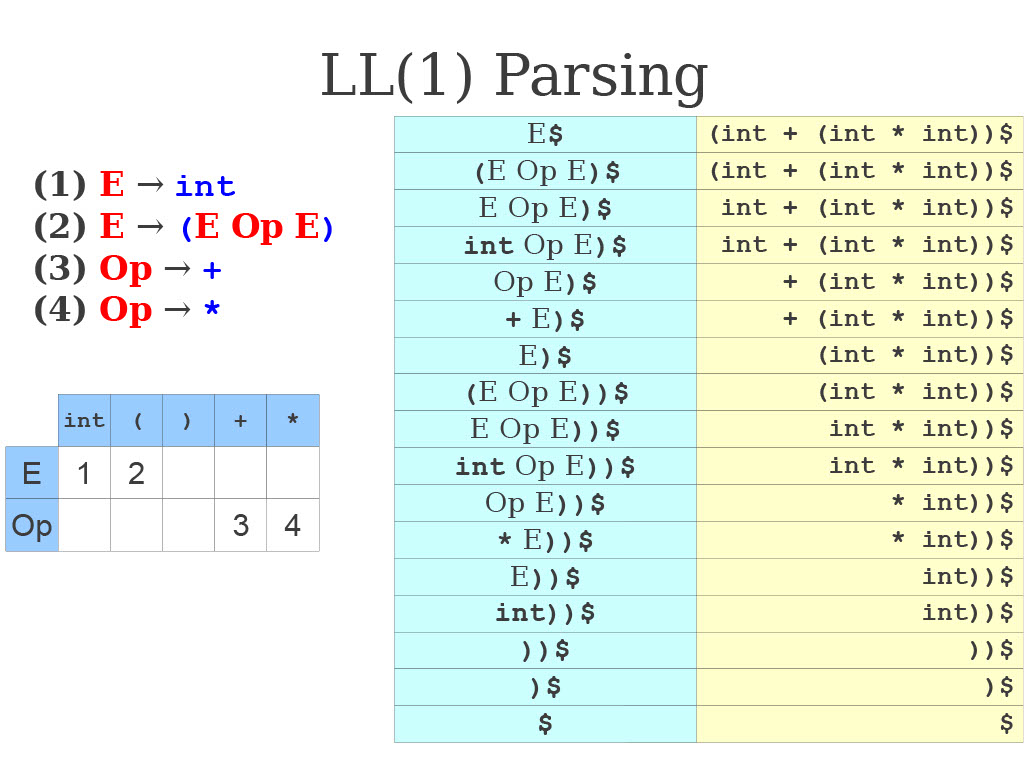 LL(1) Parsing
(1) E → int
(2) E → (E Op E)
(3) Op → +
(4) Op → *
int ( ) + *
E 1 2
Op 3 4
E$ (int + (int * int))$
(E Op E)$ (int + (int * int))$
E Op E)$ int + (int * int))$
int Op E)$ int + (int * int))$
Op E)$ + (int * int))$
+ E)$ + (int * int))$
E)$ (int * int))$
(E Op E))$ (int * int))$
E Op E))$ int * int))$
int Op E))$ int * int))$
Op E))$ * int))$
* E))$ * int))$
E))$ int))$
int))$ int))$
))$ ))$
)$ )$
$ $